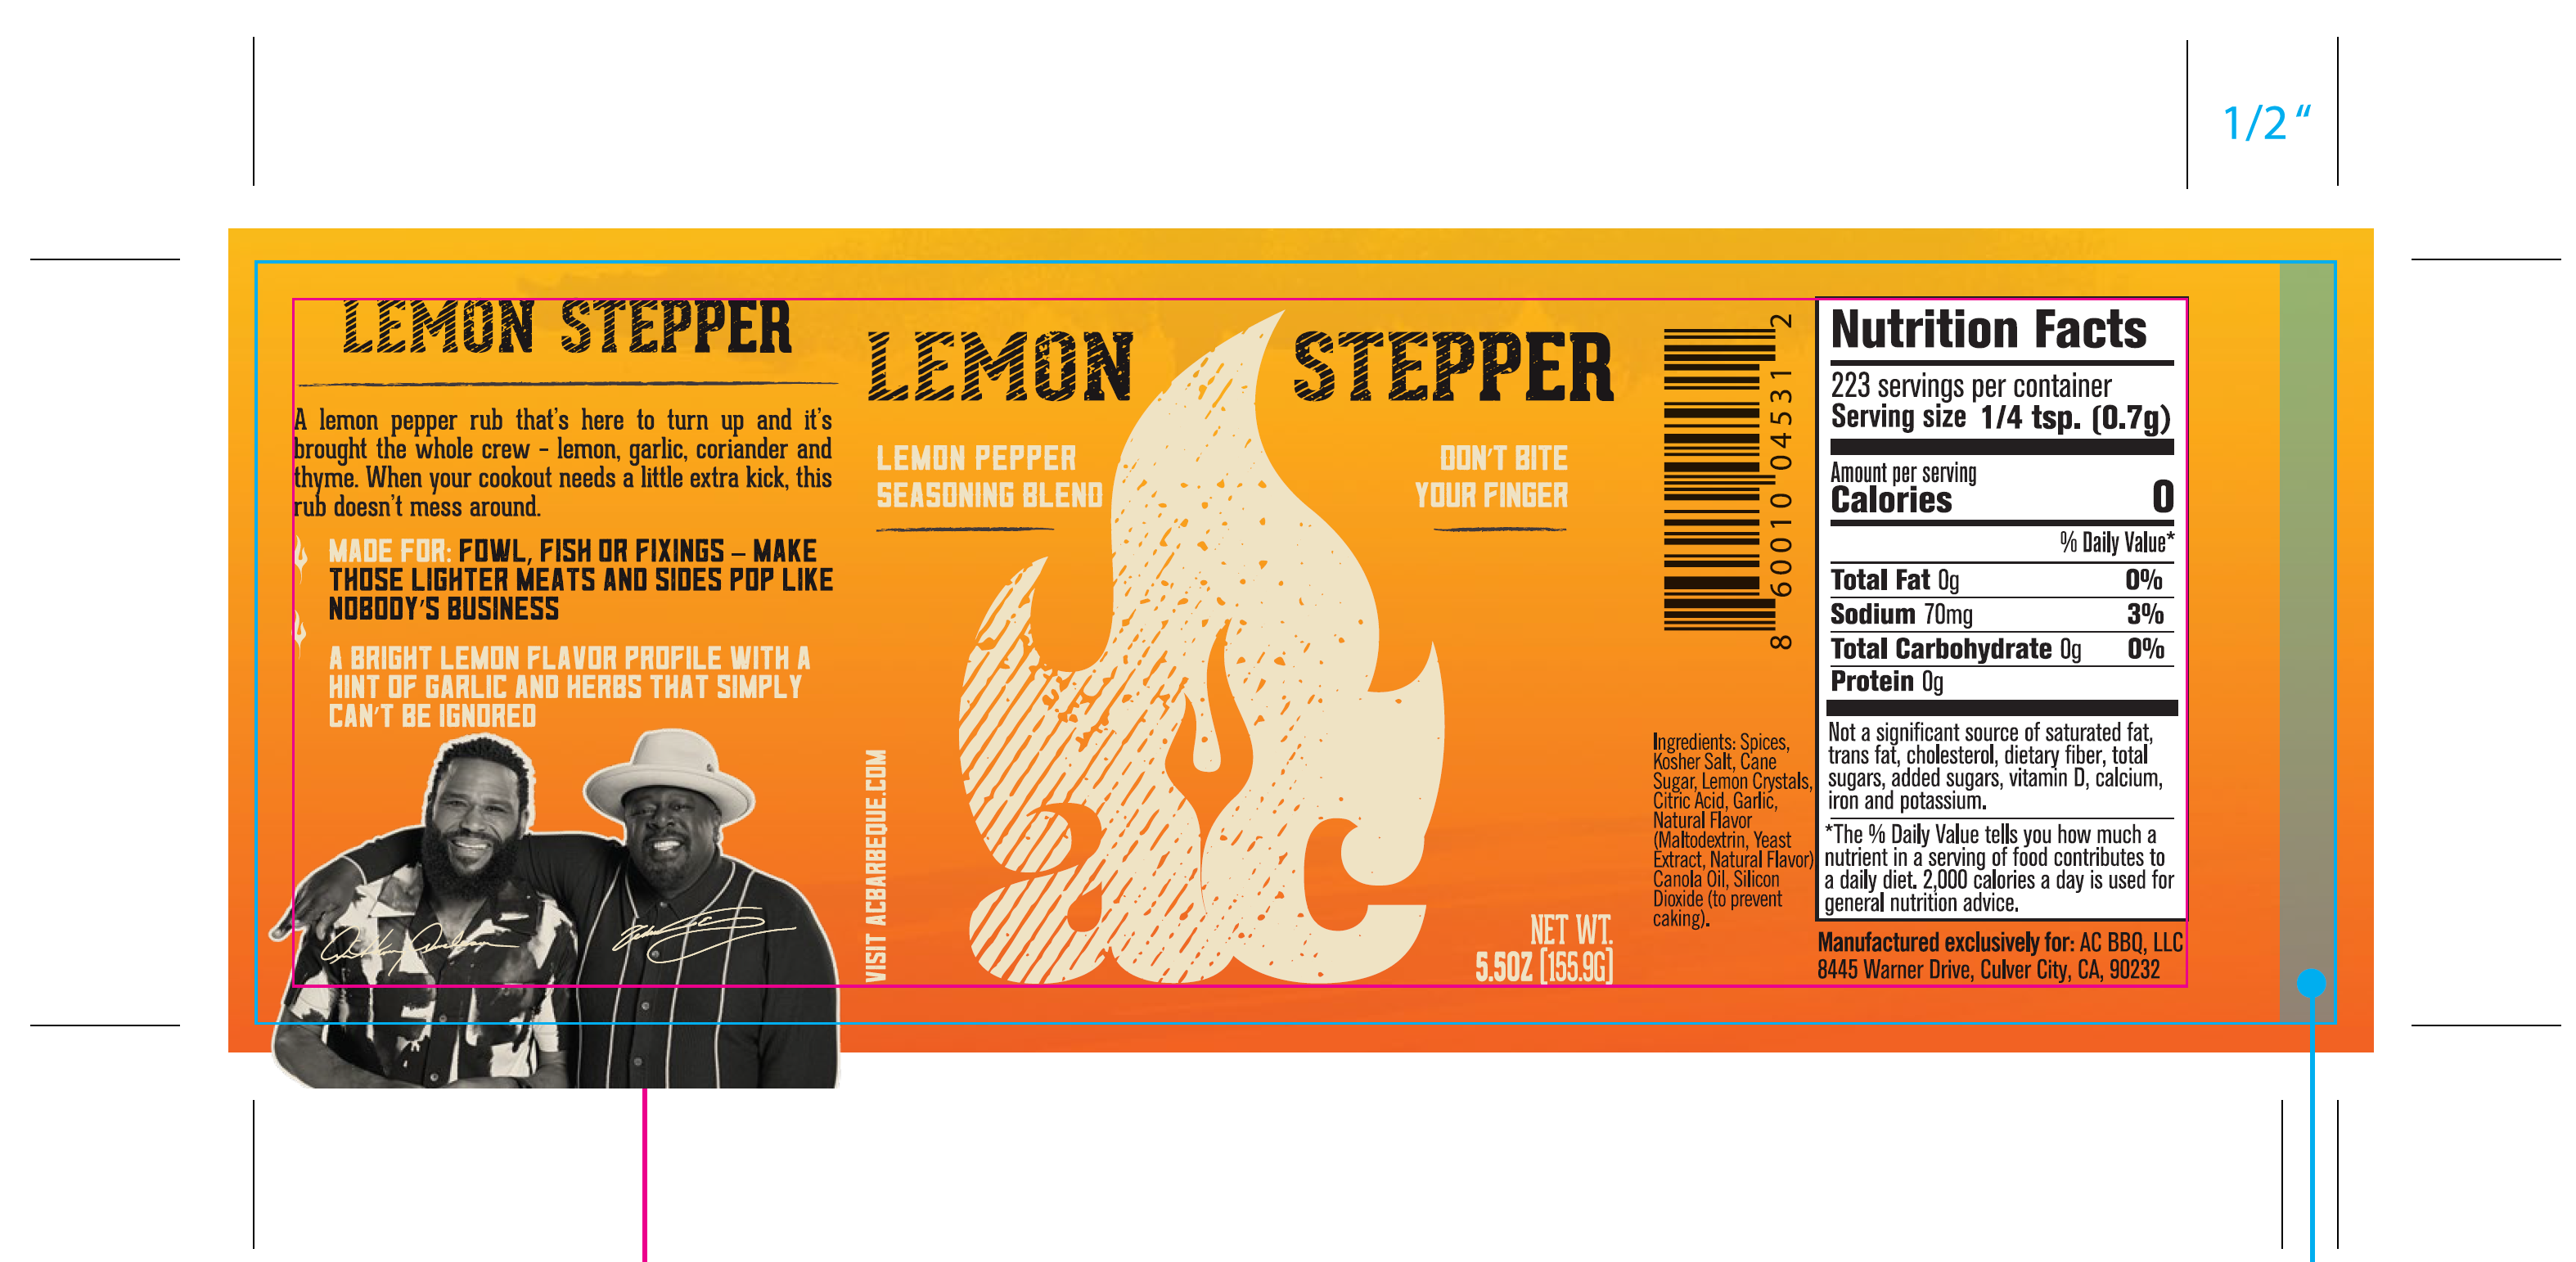 1/2"
LEMON STEPPER
A lemon pepper rub that's here to turn up and it's
brought the whole crew - lemon, garlic, coriander and
thyme. When your cookout needs a little extra kick, this
rub doesn't mess around.
MADE FOR: FOWL, FISH OR FIXINGS – MAKE
THOSE LIGHTER MEATS AND SIDES POP LIKE
NOBODY'S BUSINESS
A BRIGHT LEMON FLAVOR PROFILE WITH A
HINT OF GARLIC AND HERBS THAT SIMPLY
CAN'T BE IGNORED
VISIT ACBARBEQUE.COM
LEMON STEPPER
LEMON PEPPER
SEASONING BLEND
DON'T BITE
YOUR FINGER
ac
NET WT.
5.5OZ [155.9G]
8 60010 04531 2
Ingredients: Spices,
Kosher Salt, Cane
Sugar, Lemon Crystals,
Citric Acid, Garlic,
Natural Flavor
(Maltodextrin, Yeast
Extract, Natural Flavor)
Canola Oil, Silicon
Dioxide (to prevent
caking).
Nutrition Facts
223 servings per container
Serving size 1/4 tsp. (0.7g)
Amount per serving
Calories 0
% Daily Value*
Total Fat 0g 0%
Sodium 70mg 3%
Total Carbohydrate 0g 0%
Protein 0g
Not a significant source of saturated fat,
trans fat, cholesterol, dietary fiber, total
sugars, added sugars, vitamin D, calcium,
iron and potassium.
*The % Daily Value tells you how much a
nutrient in a serving of food contributes to
a daily diet. 2,000 calories a day is used for
general nutrition advice.
Manufactured exclusively for: AC BBQ, LLC
8445 Warner Drive, Culver City, CA, 90232